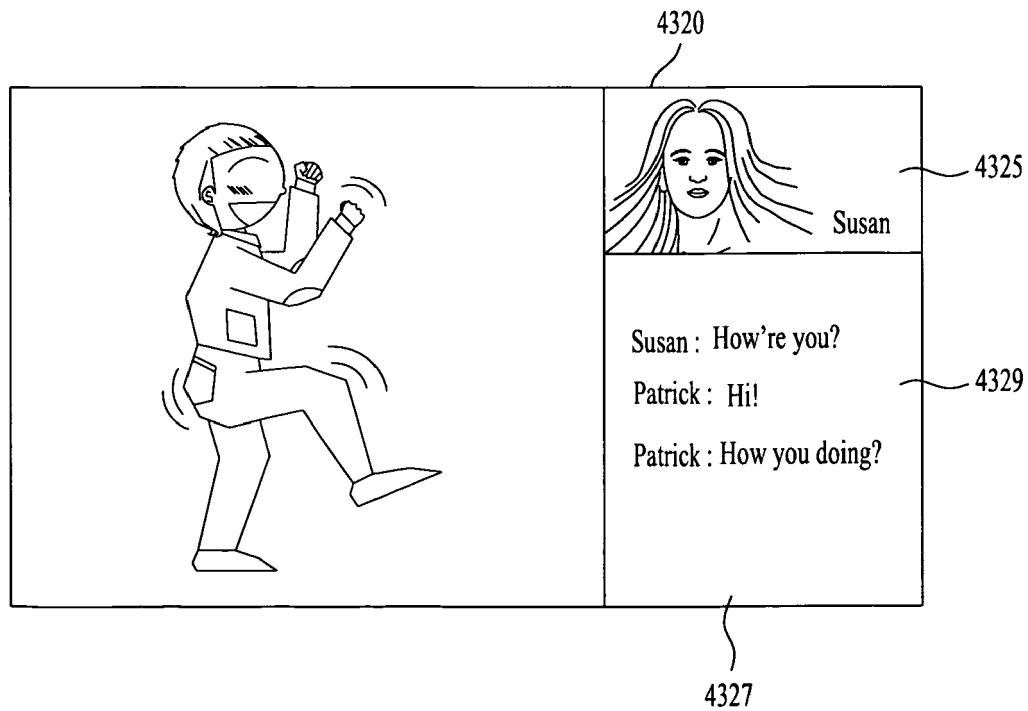 4320
4325
Susan
Susan : How're you?
Patrick : Hi!
4329
Patrick : How you doing?
4327